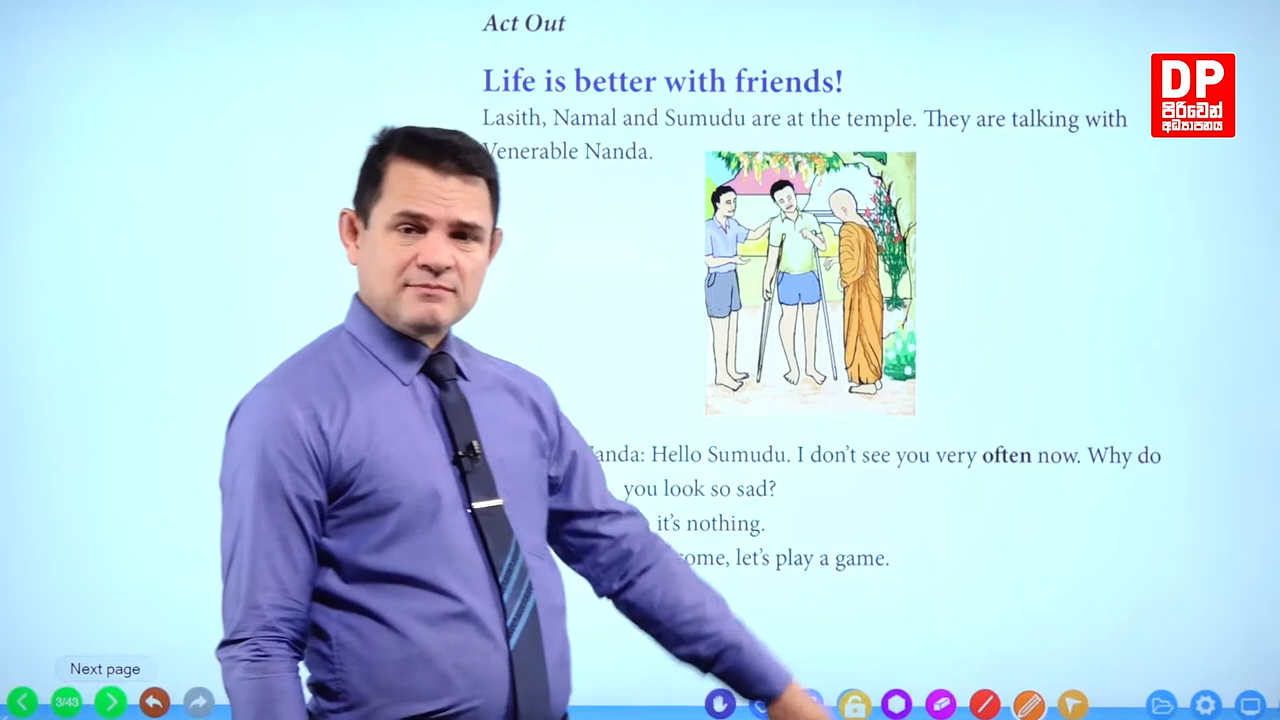 Act Out
Life is better with friends!
Lasith, Namal and Sumudu are at the temple. They are talking with
Venerable Nanda.
DP
පිරිවෙන්
අධ්‍යාපනය
Hello Sumudu. I don't see you very often now. Why do
you look so sad?
it's nothing.
let's play a game.
Next page
3/43